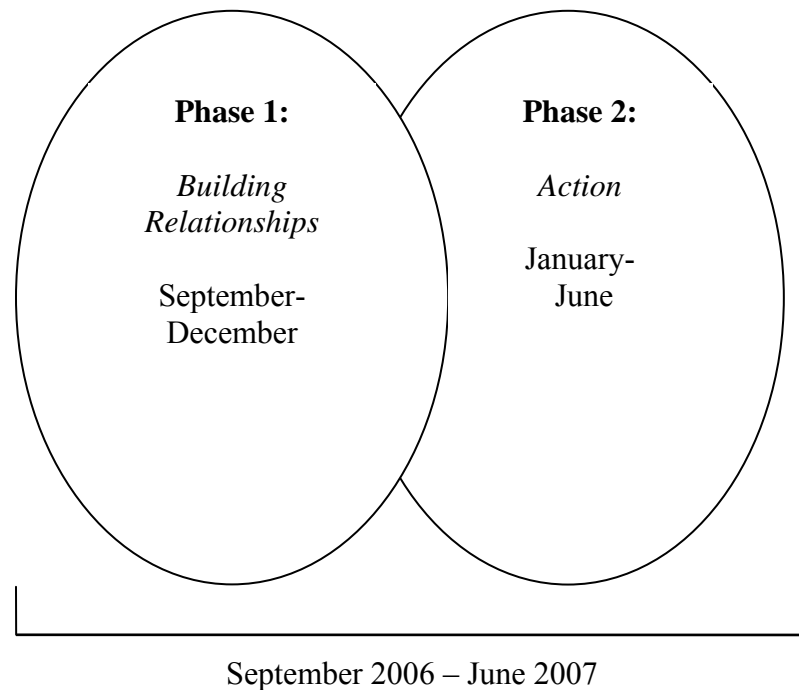 Phase 1:
Building
Relationships
September-
December
Phase 2:
Action
January-
June
September 2006 – June 2007